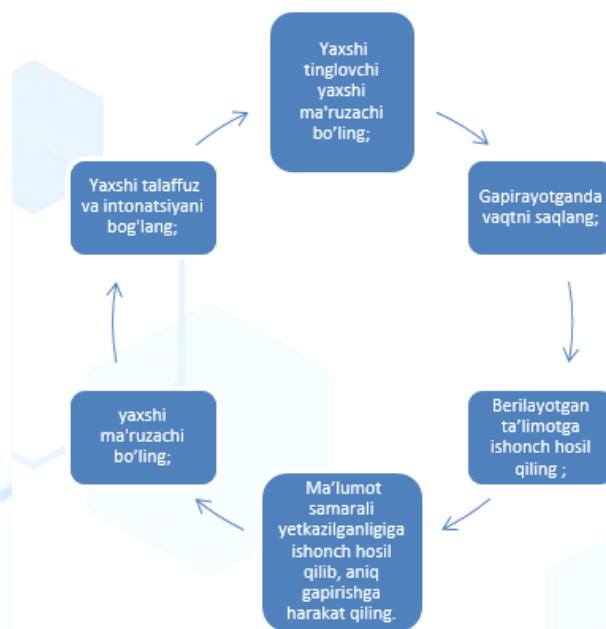 Yaxshi
tinglovchi
yaxshi
ma'ruzachi
bo’ling;
Gapirayotganda
vaqtni saqlang;
Berilayotgan
ta’limotga
ishonch hosil
qiling ;
Ma’lumot
samarali
yetkazilganligiga
ishonch hosil
qilib, aniq
gapirishga
harakat qiling.
yaxshi
ma'ruzachi
bo’ling;
Yaxshi talaffuz
va intonatsiyani
bog'lang;